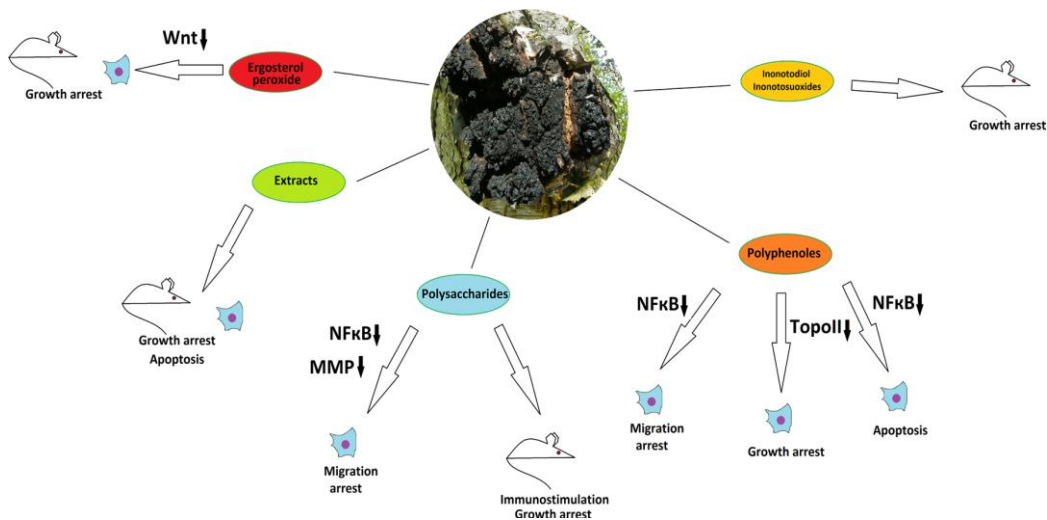 Wnt
Growth arrest
Ergosterol
peroxide
Inonotodiol
Inonotosuoxides
Growth arrest
Extracts
Growth arrest
Apoptosis
Polysaccharides
NFκB
MMP
Migration
arrest
Immunostimulation
Growth arrest
Polyphenoles
NFκB
TopoII
NFκB
Migration
arrest
Growth arrest
Apoptosis